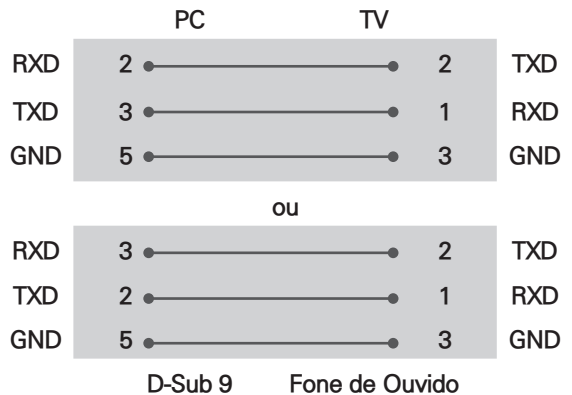 PC TV
RXD 2 2 TXD
TXD 3 1 RXD
GND 5 3 GND
ou
RXD 3 2 TXD
TXD 2 1 RXD
GND 5 3 GND
D-Sub 9 Fone de Ouvido